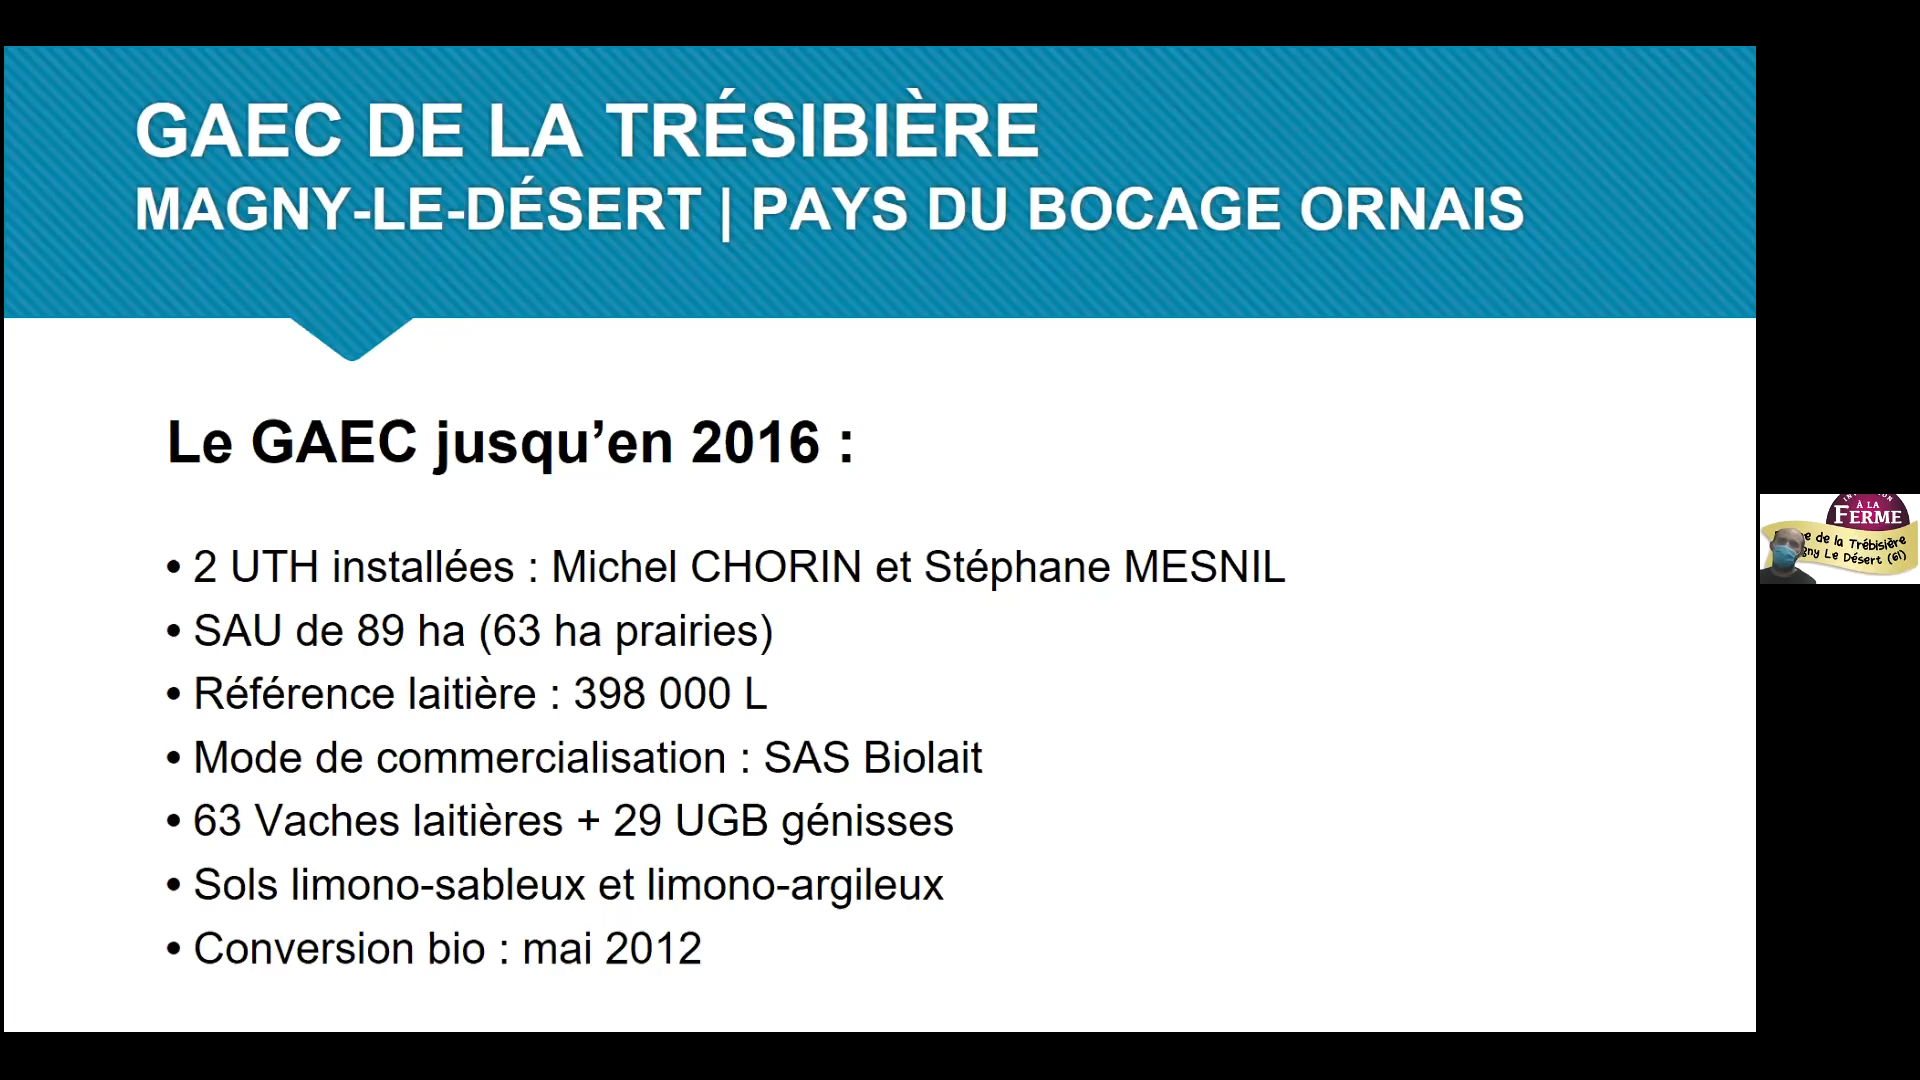 GAEC DE LA TRÉSIBIÈRE
MAGNY-LE-DÉSERT | PAYS DU BOCAGE ORNAIS
Le GAEC jusqu’en 2016 :
• 2 UTH installées : Michel CHORIN et Stéphane MESNIL
• SAU de 89 ha (63 ha prairies)
• Référence laitière : 398 000 L
• Mode de commercialisation : SAS Biolait
• 63 Vaches laitières + 29 UGB génisses
• Sols limono-sableux et limono-argileux
• Conversion bio : mai 2012
À LA
FERME
de la Trébisière
Le Désert (61)